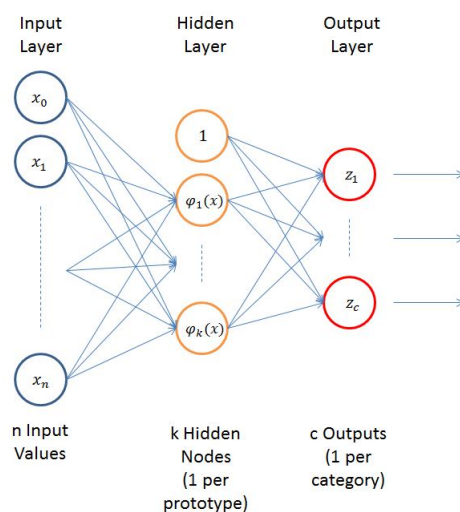 Input
Layer
Hidden
Layer
Output
Layer
x₀
x₁
xₙ
1
φ₁(x)
φₖ(x)
z₁
z_c
n Input
Values
k Hidden
Nodes
(1 per
prototype)
c Outputs
(1 per
category)